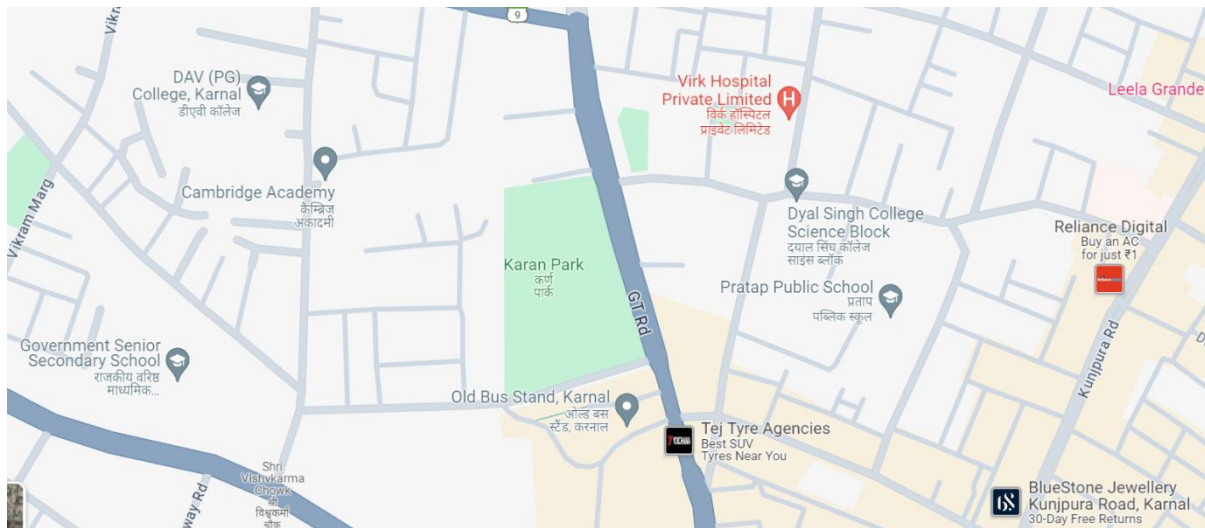 9
Vikram
DAV (PG)
College, Karnal
डीएवी कॉलेज
Virk Hospital
Private Limited
विर्क हॉस्पिटल
प्राइवेट लिमिटेड
Leela Grande
Cambridge Academy
कैम्ब्रिज
अकादमी
Vikram Marg
Dyal Singh College
Science Block
दयाल सिंघ कॉलेज
साइंस ब्लॉक
Reliance Digital
Buy an AC
for just ₹1
Karan Park
कर्ण
पार्क
GT Rd
Pratap Public School
प्रताप
पब्लिक स्कूल
Kunjpura Rd
Government Senior
Secondary School
राजकीय वरिष्ठ
माध्यमिक...
Old Bus Stand, Karnal
ओल्ड बस
स्टैंड, करनाल
Tej Tyre Agencies
Best SUV
Tyres Near You
Shri
Vishvkarma
Chowk
श्री
विश्वकर्मा
चौक
way Rd
BlueStone Jewellery
Kunjpura Road, Karnal
30-Day Free Returns